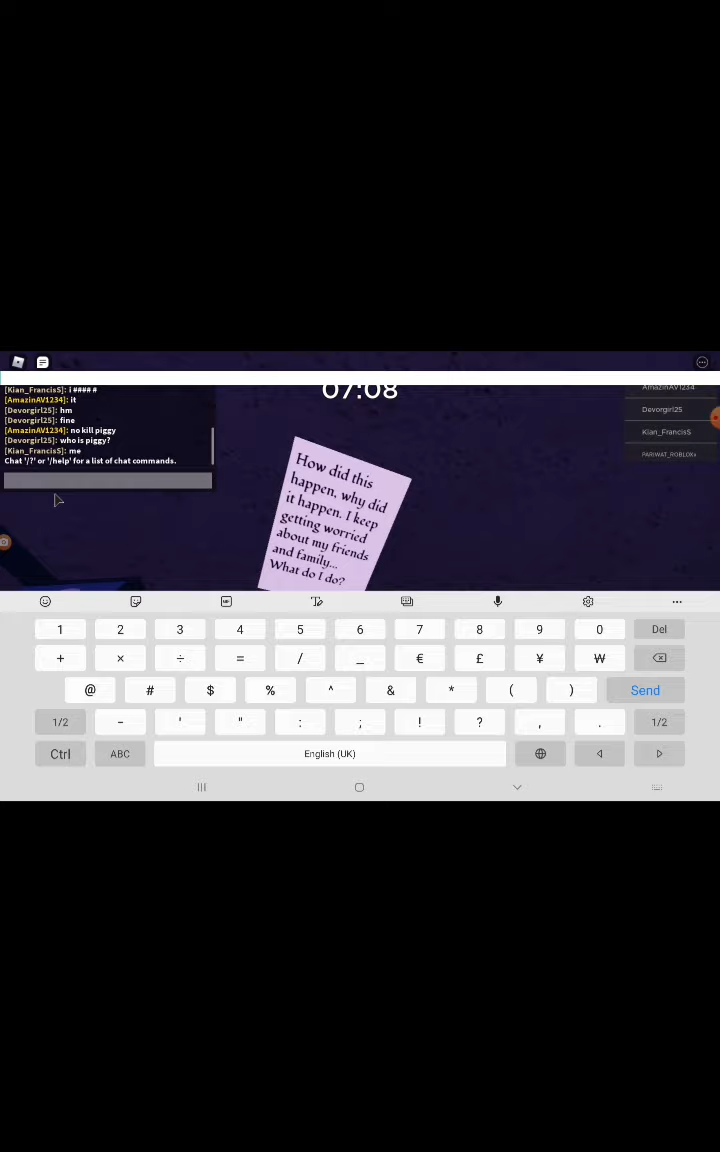 [Kian_FrancisS]: i #### #
[AmazinAV1234]: it
[Devorgirl25]: hm
[Devorgirl25]: fine
[AmazinAV1234]: no kill piggy
[Devorgirl25]: who is piggy?
[Kian_FrancisS]: me
Chat '/?' or '/help' for a list of chat commands.
07:08
AmazinAV1234
Devorgirl25
Kian_FrancisS
PARIWAT_ROBLOXx
How did this
happen, why did
it happen. I keep
getting worried
about my friends
and family...
What do I do?
GIF
1 2 3 4 5 6 7 8 9 0 Del
+ × ÷ = / _ € £ ¥ ₩
@ # $ % ^ & * ( ) Send
1/2 - ' " : ; ! ? , . 1/2
Ctrl ABC English (UK)